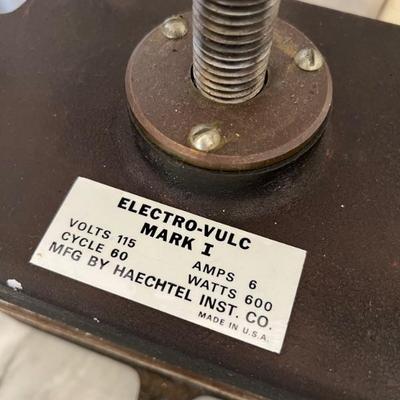 ELECTRO-VULC
MARK I
VOLTS 115 AMPS 6
CYCLE 60 WATTS 600
MFG BY HAECHTEL INST. CO.
MADE IN U.S.A.